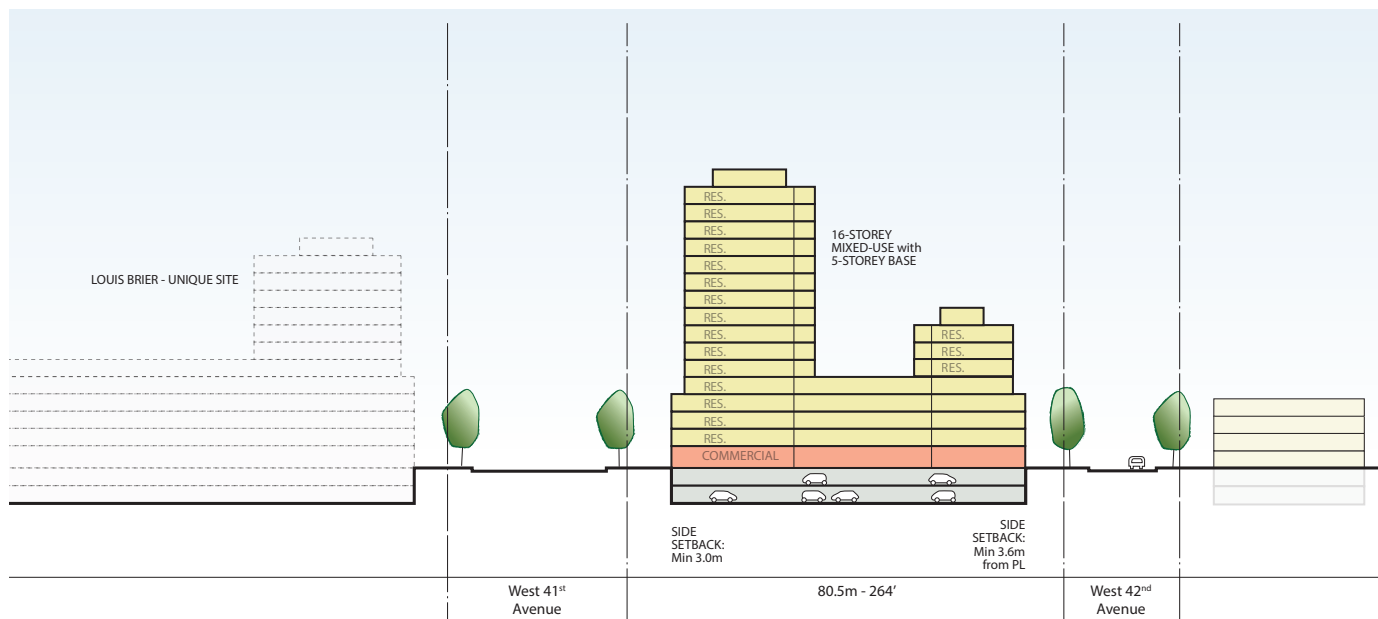 RES.
RES.
RES.
16-STOREY
MIXED-USE with
5-STOREY BASE
RES.
RES.
LOUIS BRIER - UNIQUE SITE
RES.
RES.
RES.
RES.
RES.
RES.
RES.
RES.
RES.
RES.
RES.
RES.
RES.
COMMERCIAL
SIDE
SETBACK:
Min 3.0m
SIDE
SETBACK:
Min 3.6m
from PL
West 41st
Avenue
80.5m - 264'
West 42nd
Avenue